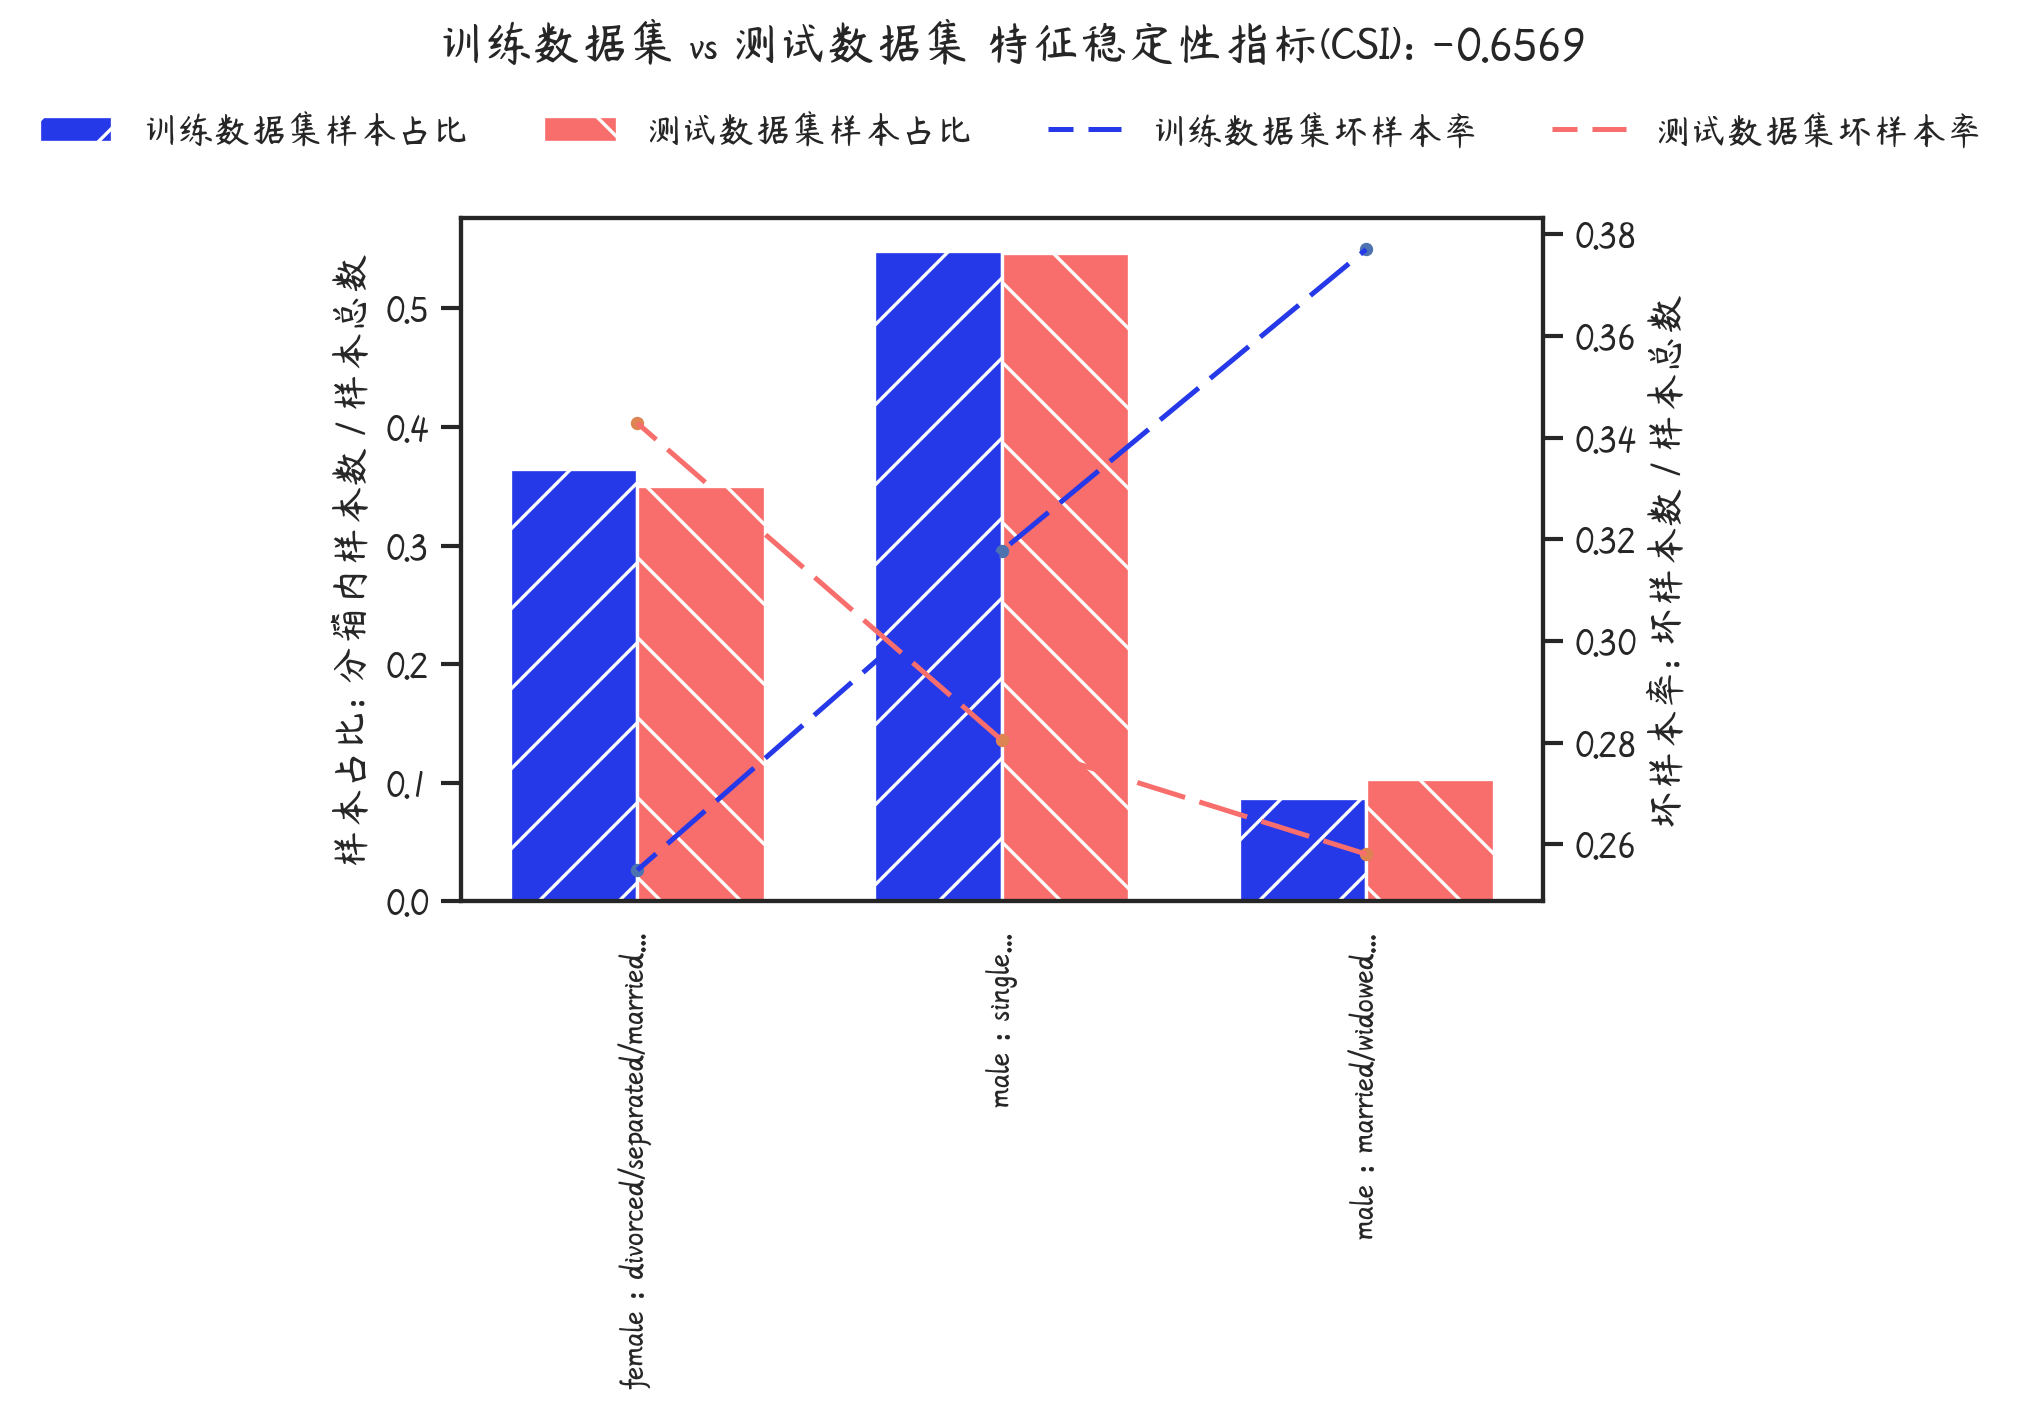 训练数据集 vs 测试数据集 特征稳定性指标(CSI): -0.6569
训练数据集样本占比 测试数据集样本占比 训练数据集坏样本率 测试数据集坏样本率
样本占比: 分箱内样本数 / 样本总数
0.5
0.4
0.3
0.2
0.1
0.0
0.38
0.36
0.34
0.32
0.30
0.28
0.26
坏样本率: 坏样本数 / 样本总数
female : divorced/separated/married...
male : single...
male : married/widowed...